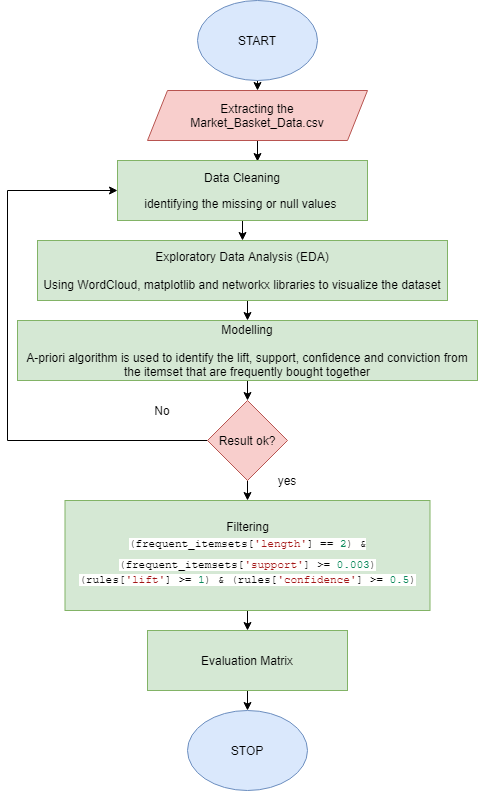 START
Extracting the
Market_Basket_Data.csv
Data Cleaning
identifying the missing or null values
Exploratory Data Analysis (EDA)
Using WordCloud, matplotlib and networkx libraries to visualize the dataset
Modelling
A-priori algorithm is used to identify the lift, support, confidence and conviction from
the itemset that are frequently bought together
No
Result ok?
yes
Filtering
(frequent_itemsets['length'] == 2) &
(frequent_itemsets['support'] >= 0.003)
(rules['lift'] >= 1) & (rules['confidence'] >= 0.5)
Evaluation Matrix
STOP